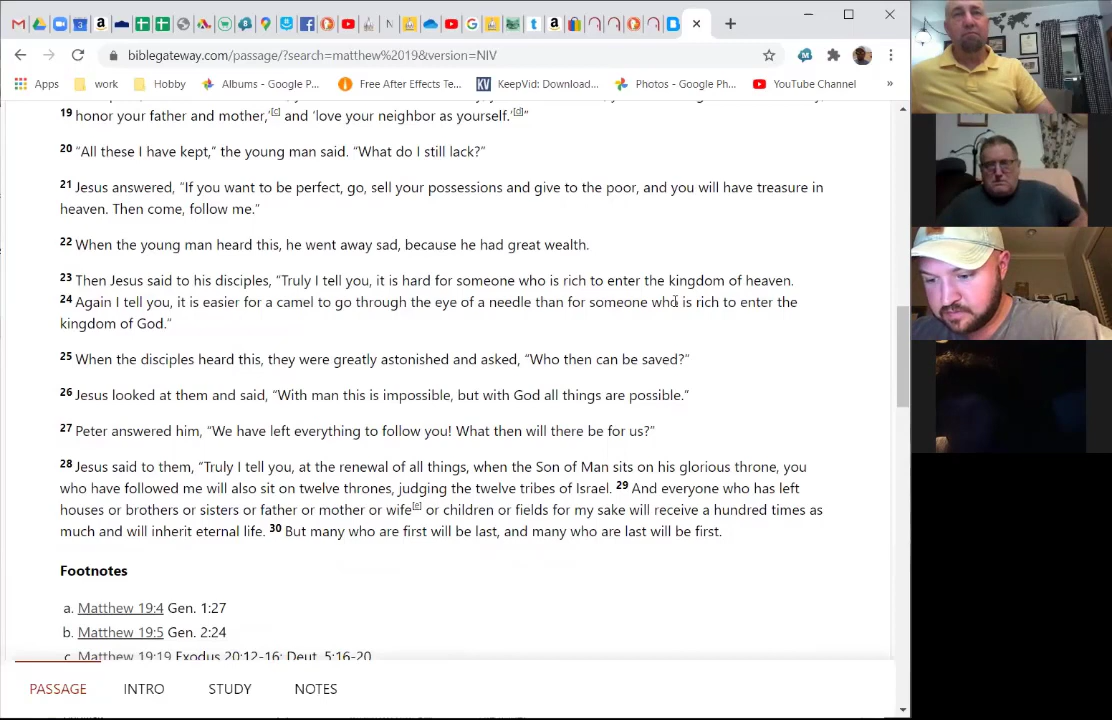 biblegateway.com/passage/?search=matthew%2019&version=NIV
Apps work Hobby Albums - Google P... Free After Effects Te... KeepVid: Download... Photos - Google Ph... YouTube Channel
19 honor your father and mother,’[c] and ‘love your neighbor as yourself.’[d]”
20 “All these I have kept,” the young man said. “What do I still lack?”
21 Jesus answered, “If you want to be perfect, go, sell your possessions and give to the poor, and you will have treasure in
heaven. Then come, follow me.”
22 When the young man heard this, he went away sad, because he had great wealth.
23 Then Jesus said to his disciples, “Truly I tell you, it is hard for someone who is rich to enter the kingdom of heaven.
24 Again I tell you, it is easier for a camel to go through the eye of a needle than for someone who is rich to enter the
kingdom of God.”
25 When the disciples heard this, they were greatly astonished and asked, “Who then can be saved?”
26 Jesus looked at them and said, “With man this is impossible, but with God all things are possible.”
27 Peter answered him, “We have left everything to follow you! What then will there be for us?”
28 Jesus said to them, “Truly I tell you, at the renewal of all things, when the Son of Man sits on his glorious throne, you
who have followed me will also sit on twelve thrones, judging the twelve tribes of Israel. 29 And everyone who has left
houses or brothers or sisters or father or mother or wife[e] or children or fields for my sake will receive a hundred times as
much and will inherit eternal life. 30 But many who are first will be last, and many who are last will be first.
Footnotes
a. Matthew 19:4 Gen. 1:27
b. Matthew 19:5 Gen. 2:24
c. Matthew 19:19 Exodus 20:12-16; Deut. 5:16-20
PASSAGE INTRO STUDY NOTES